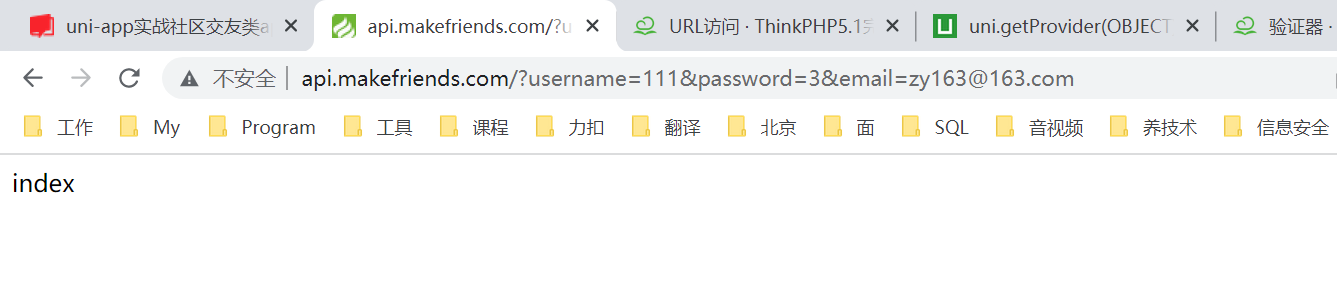 uni-app实战社区交友类a
api.makefriends.com/?u
URL访问 · ThinkPHP5.1完
uni.getProvider(OBJECT
验证器 ·
不安全 api.makefriends.com/?username=111&password=3&email=zy163@163.com
工作 My Program 工具 课程 力扣 翻译 北京 面 SQL 音视频 养技术 信息安全
index